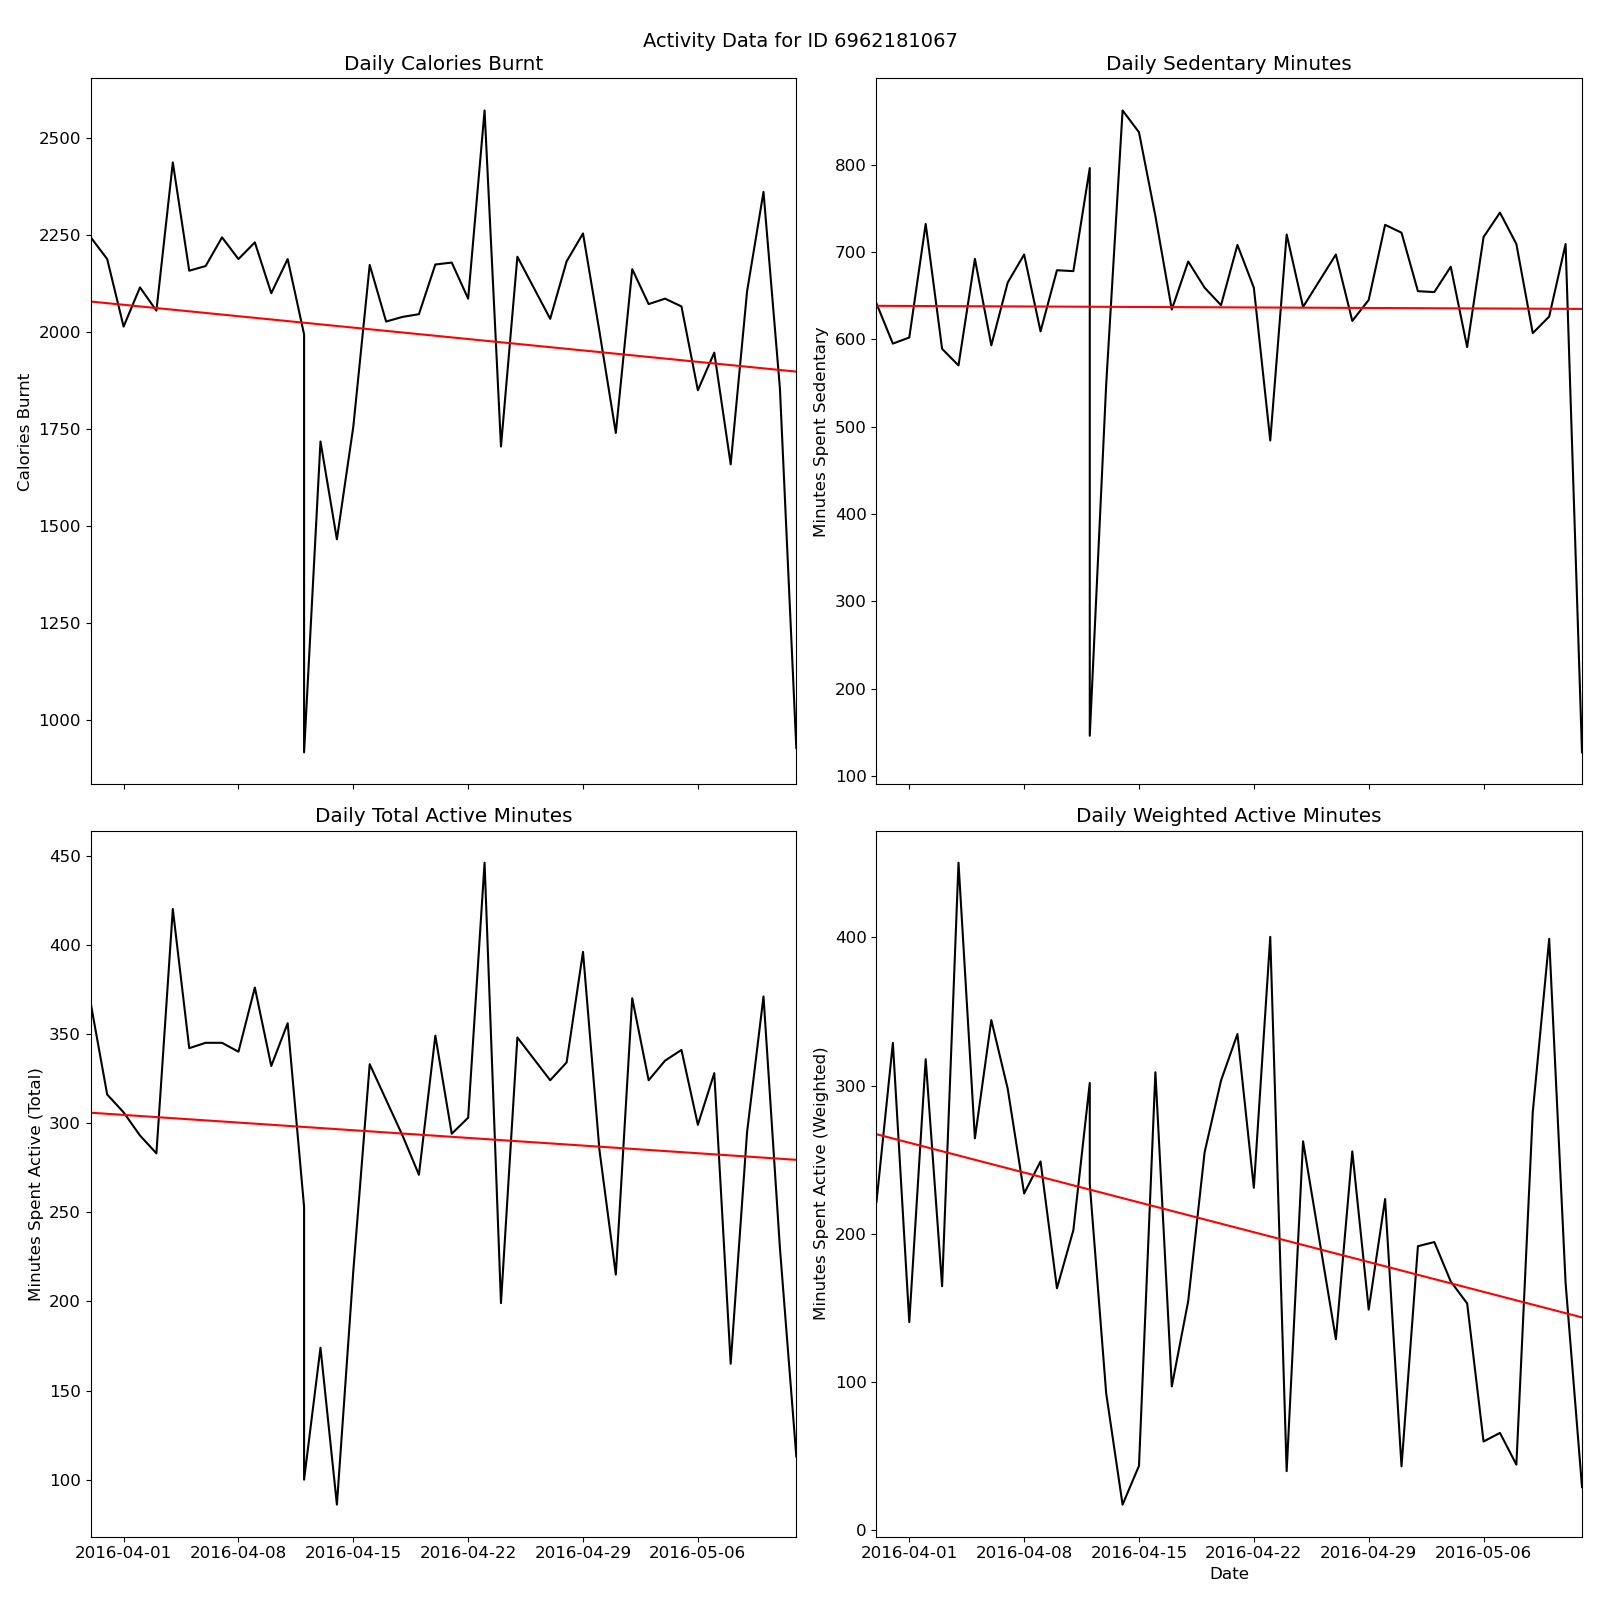 Activity Data for ID 6962181067
Daily Calories Burnt
Calories Burnt
2500
2250
2000
1750
1500
1250
1000
Daily Sedentary Minutes
Minutes Spent Sedentary
800
700
600
500
400
300
200
100
Daily Total Active Minutes
Minutes Spent Active (Total)
450
400
350
300
250
200
150
100
2016-04-01 2016-04-08 2016-04-15 2016-04-22 2016-04-29 2016-05-06
Daily Weighted Active Minutes
Minutes Spent Active (Weighted)
400
300
200
100
0
2016-04-01 2016-04-08 2016-04-15 2016-04-22 2016-04-29 2016-05-06
Date